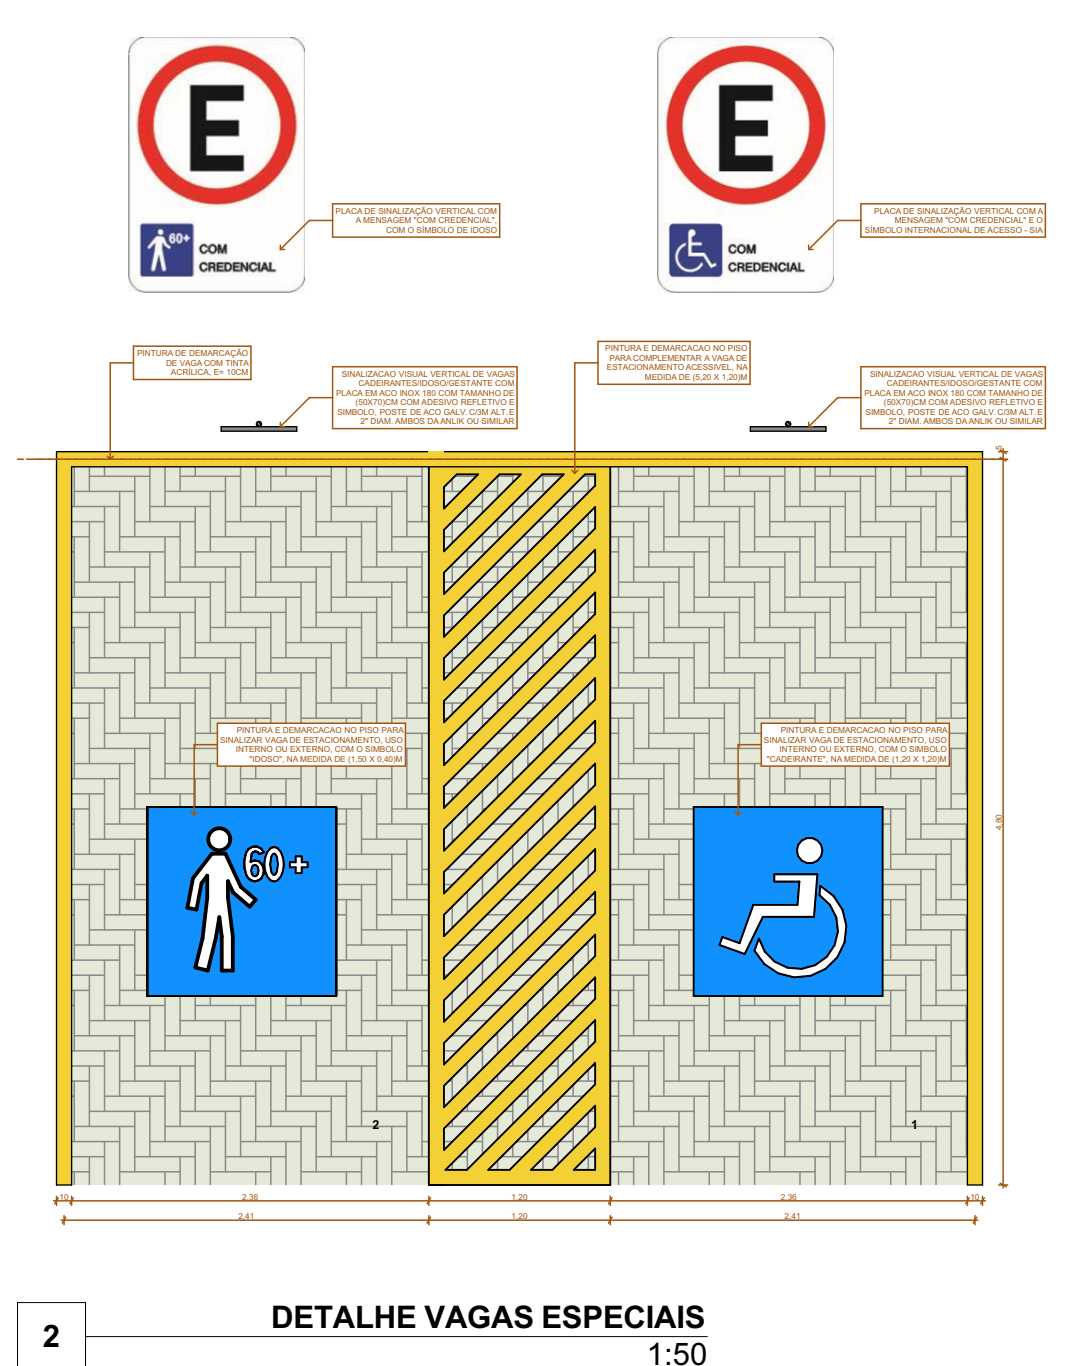 E
60+
COM
CREDENCIAL
PLACA DE SINALIZAÇÃO VERTICAL COM
A MENSAGEM "COM CREDENCIAL",
COM O SÍMBOLO DE IDOSO
E
COM
CREDENCIAL
PLACA DE SINALIZAÇÃO VERTICAL COM A
MENSAGEM "COM CREDENCIAL" E O
SÍMBOLO INTERNACIONAL DE ACESSO - SIA
PINTURA DE DEMARCAÇÃO
DE VAGA COM TINTA
ACRÍLICA, E= 10CM
SINALIZACAO VISUAL VERTICAL DE VAGAS
CADEIRANTES/IDOSO/GESTANTE COM
PLACA EM ACO INOX 180 COM TAMANHO DE
(50X70)CM COM ADESIVO REFLETIVO E
SIMBOLO, POSTE DE ACO GALV. C/3M ALT. E
2" DIAM. AMBOS DA ANLIK OU SIMILAR
PINTURA E DEMARCACAO NO PISO
PARA COMPLEMENTAR A VAGA DE
ESTACIONAMENTO ACESSIVEL, NA
MEDIDA DE (5,20 X 1,20)M
SINALIZACAO VISUAL VERTICAL DE VAGAS
CADEIRANTES/IDOSO/GESTANTE COM
PLACA EM ACO INOX 180 COM TAMANHO DE
(50X70)CM COM ADESIVO REFLETIVO E
SIMBOLO, POSTE DE ACO GALV. C/3M ALT. E
2" DIAM. AMBOS DA ANLIK OU SIMILAR
5
PINTURA E DEMARCACAO NO PISO PARA
SINALIZAR VAGA DE ESTACIONAMENTO, USO
INTERNO OU EXTERNO, COM O SIMBOLO
"IDOSO", NA MEDIDA DE (1,50 X 0,40)M
PINTURA E DEMARCACAO NO PISO PARA
SINALIZAR VAGA DE ESTACIONAMENTO, USO
INTERNO OU EXTERNO, COM O SIMBOLO
"CADEIRANTE", NA MEDIDA DE (1,20 X 1,20)M
4,80
60+
2
1
10 2,36 1,20 2,36 10
2,41 1,20 2,41
2
DETALHE VAGAS ESPECIAIS
1:50